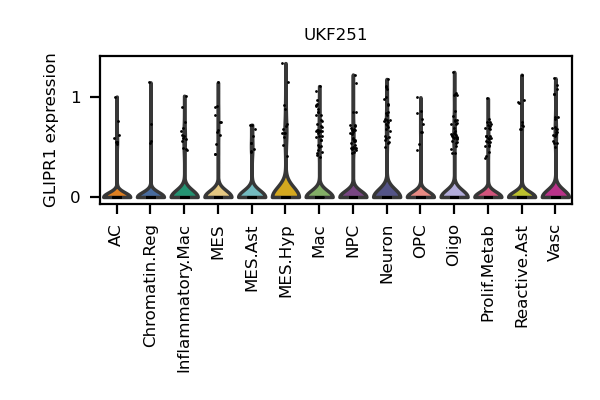 UKF251
GLIPR1 expression
1
0
AC
Chromatin.Reg
Inflammatory.Mac
MES
MES.Ast
MES.Hyp
Mac
NPC
Neuron
OPC
Oligo
Prolif.Metab
Reactive.Ast
Vasc